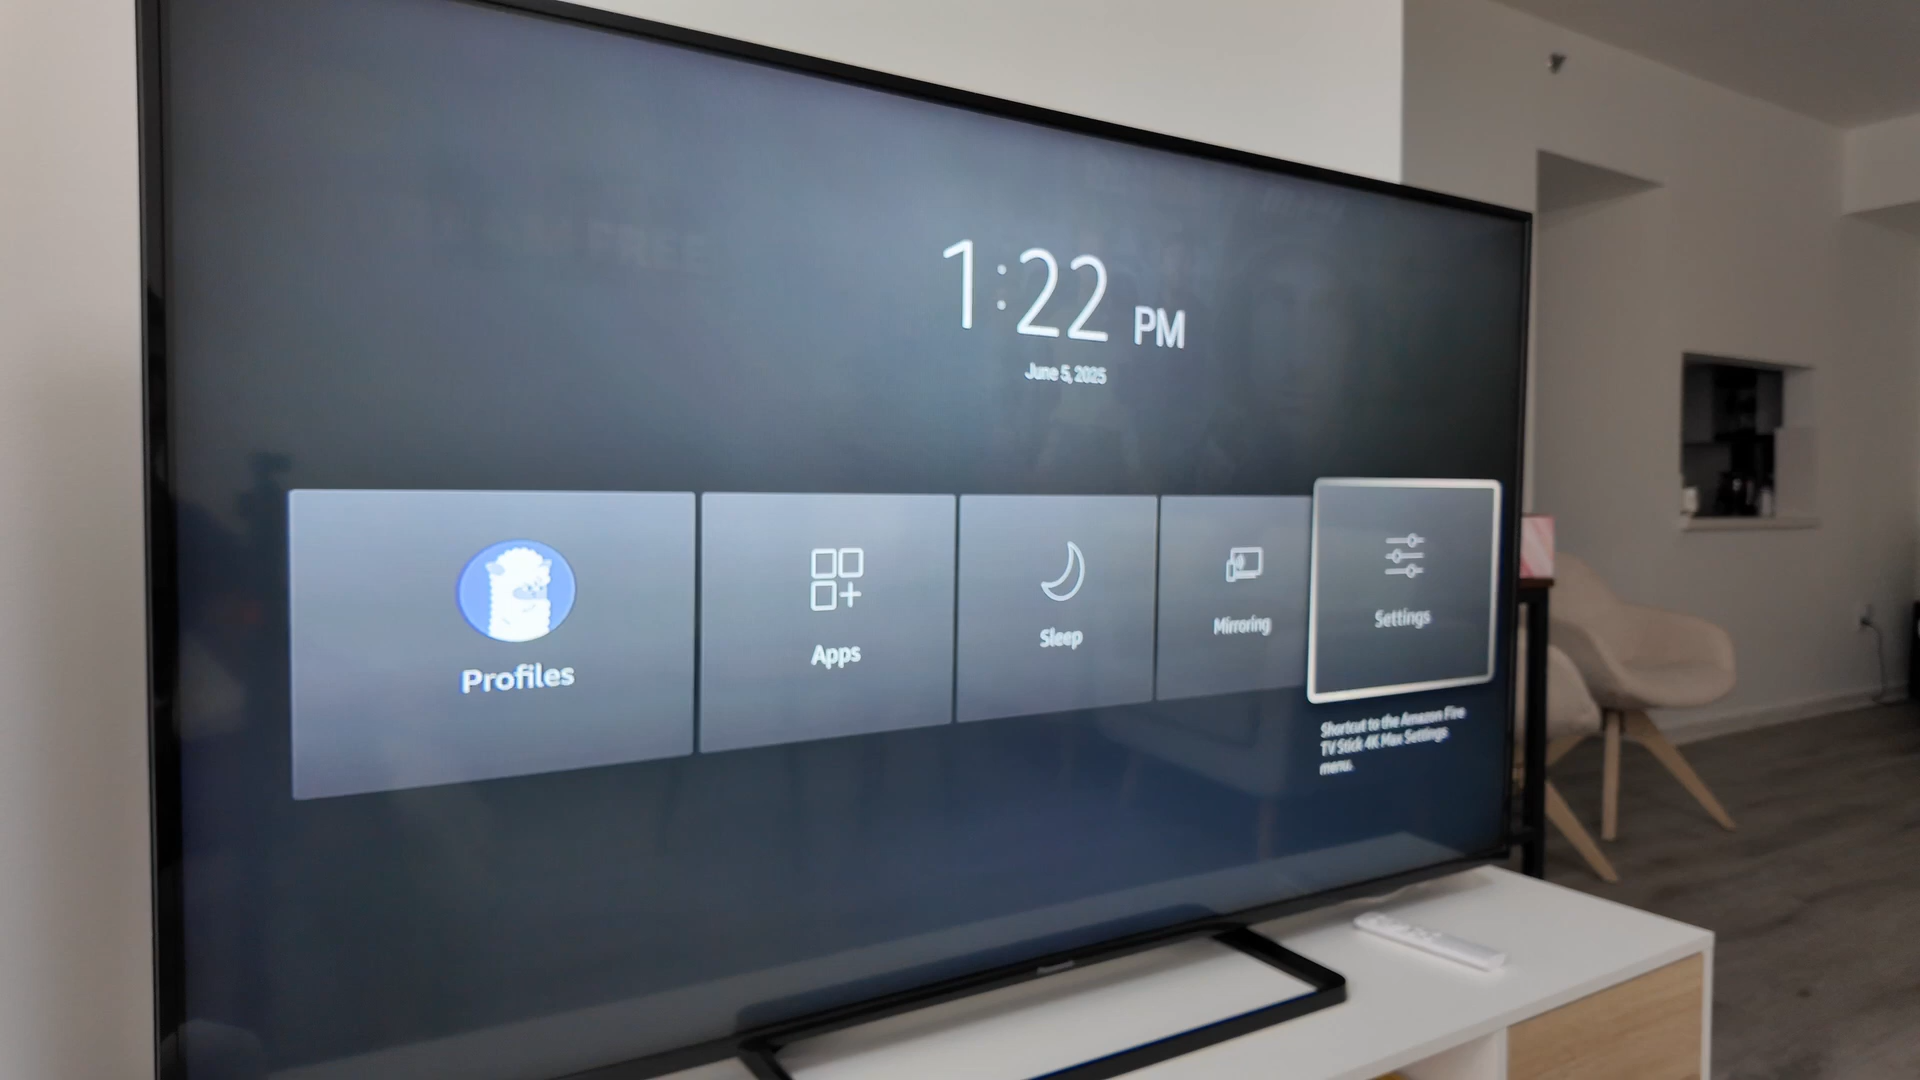 1:22 PM
June 5, 2025
Profiles
Apps
Sleep
Mirroring
Settings
Shortcut to the Amazon Fire
TV Stick 4K Max Settings
menu.